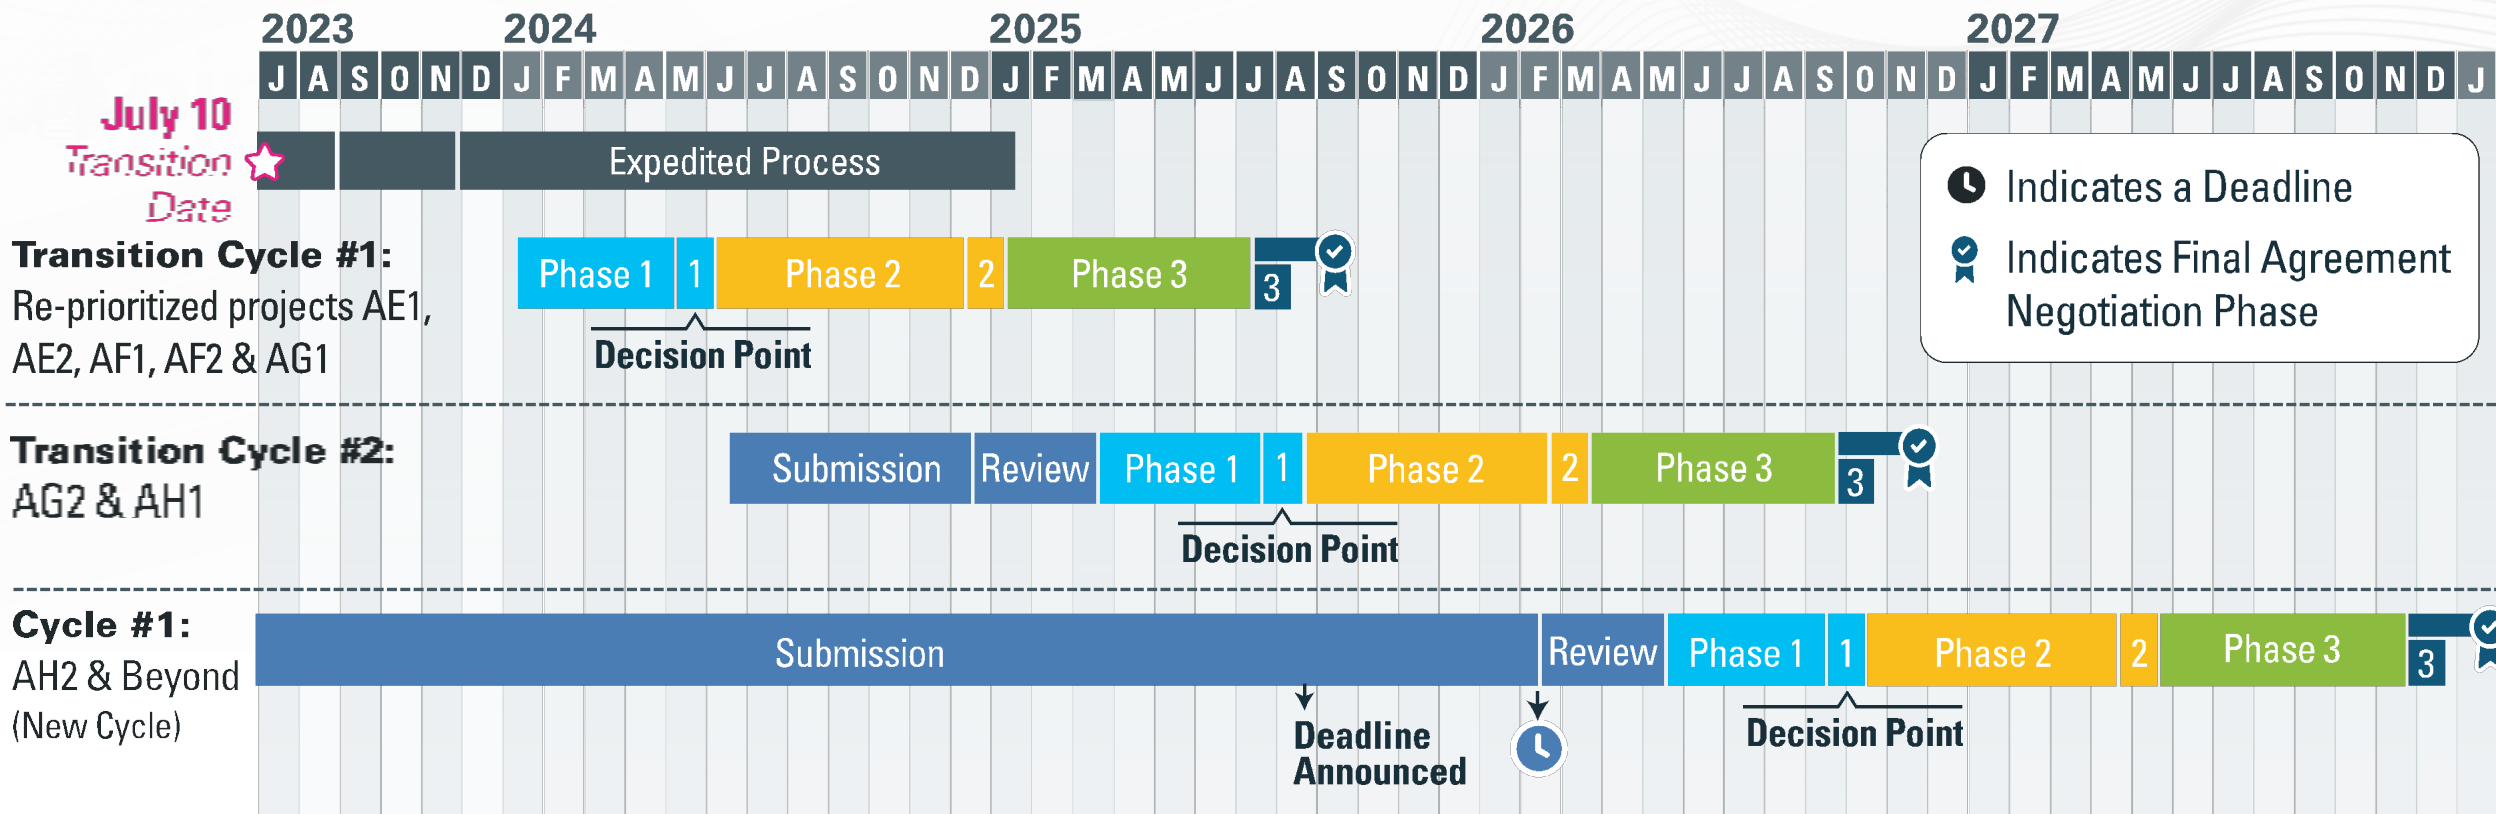 2023 2024 2025 2026 2027
J A S O N D J F M A M J J A S O N D J F M A M J J A S O N D J F M A M J J A S O N D J F M A M J J A S O N D J
July 10
Transition
Date
Expedited Process
Indicates a Deadline
Indicates Final Agreement
Negotiation Phase
Transition Cycle #1:
Re-prioritized projects AE1,
AE2, AF1, AF2 & AG1
Phase 1 1 Phase 2 2 Phase 3 3
Decision Point
Transition Cycle #2:
AG2 & AH1
Submission Review Phase 1 1 Phase 2 2 Phase 3 3
Decision Point
Cycle #1:
AH2 & Beyond
(New Cycle)
Submission Review Phase 1 1 Phase 2 2 Phase 3 3
Deadline
Announced
Decision Point